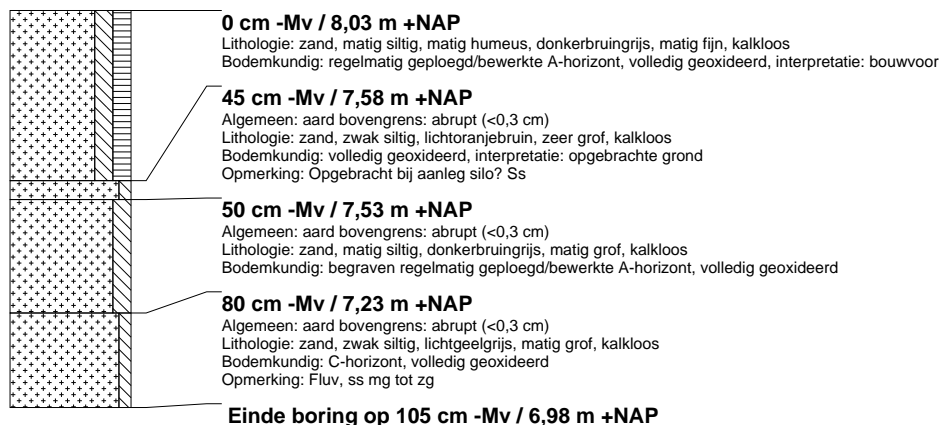 0 cm -Mv / 8,03 m +NAP
Lithologie: zand, matig siltig, matig humeus, donkerbruingrijs, matig fijn, kalkloos
Bodemkundig: regelmatig geploegd/bewerkte A-horizont, volledig geoxideerd, interpretatie: bouwvoor
45 cm -Mv / 7,58 m +NAP
Algemeen: aard bovengrens: abrupt (<0,3 cm)
Lithologie: zand, zwak siltig, lichtoranjebruin, zeer grof, kalkloos
Bodemkundig: volledig geoxideerd, interpretatie: opgebrachte grond
Opmerking: Opgebracht bij aanleg silo? Ss
50 cm -Mv / 7,53 m +NAP
Algemeen: aard bovengrens: abrupt (<0,3 cm)
Lithologie: zand, matig siltig, donkerbruingrijs, matig grof, kalkloos
Bodemkundig: begraven regelmatig geploegd/bewerkte A-horizont, volledig geoxideerd
80 cm -Mv / 7,23 m +NAP
Algemeen: aard bovengrens: abrupt (<0,3 cm)
Lithologie: zand, zwak siltig, lichtgeelgrijs, matig grof, kalkloos
Bodemkundig: C-horizont, volledig geoxideerd
Opmerking: Fluv, ss mg tot zg
Einde boring op 105 cm -Mv / 6,98 m +NAP